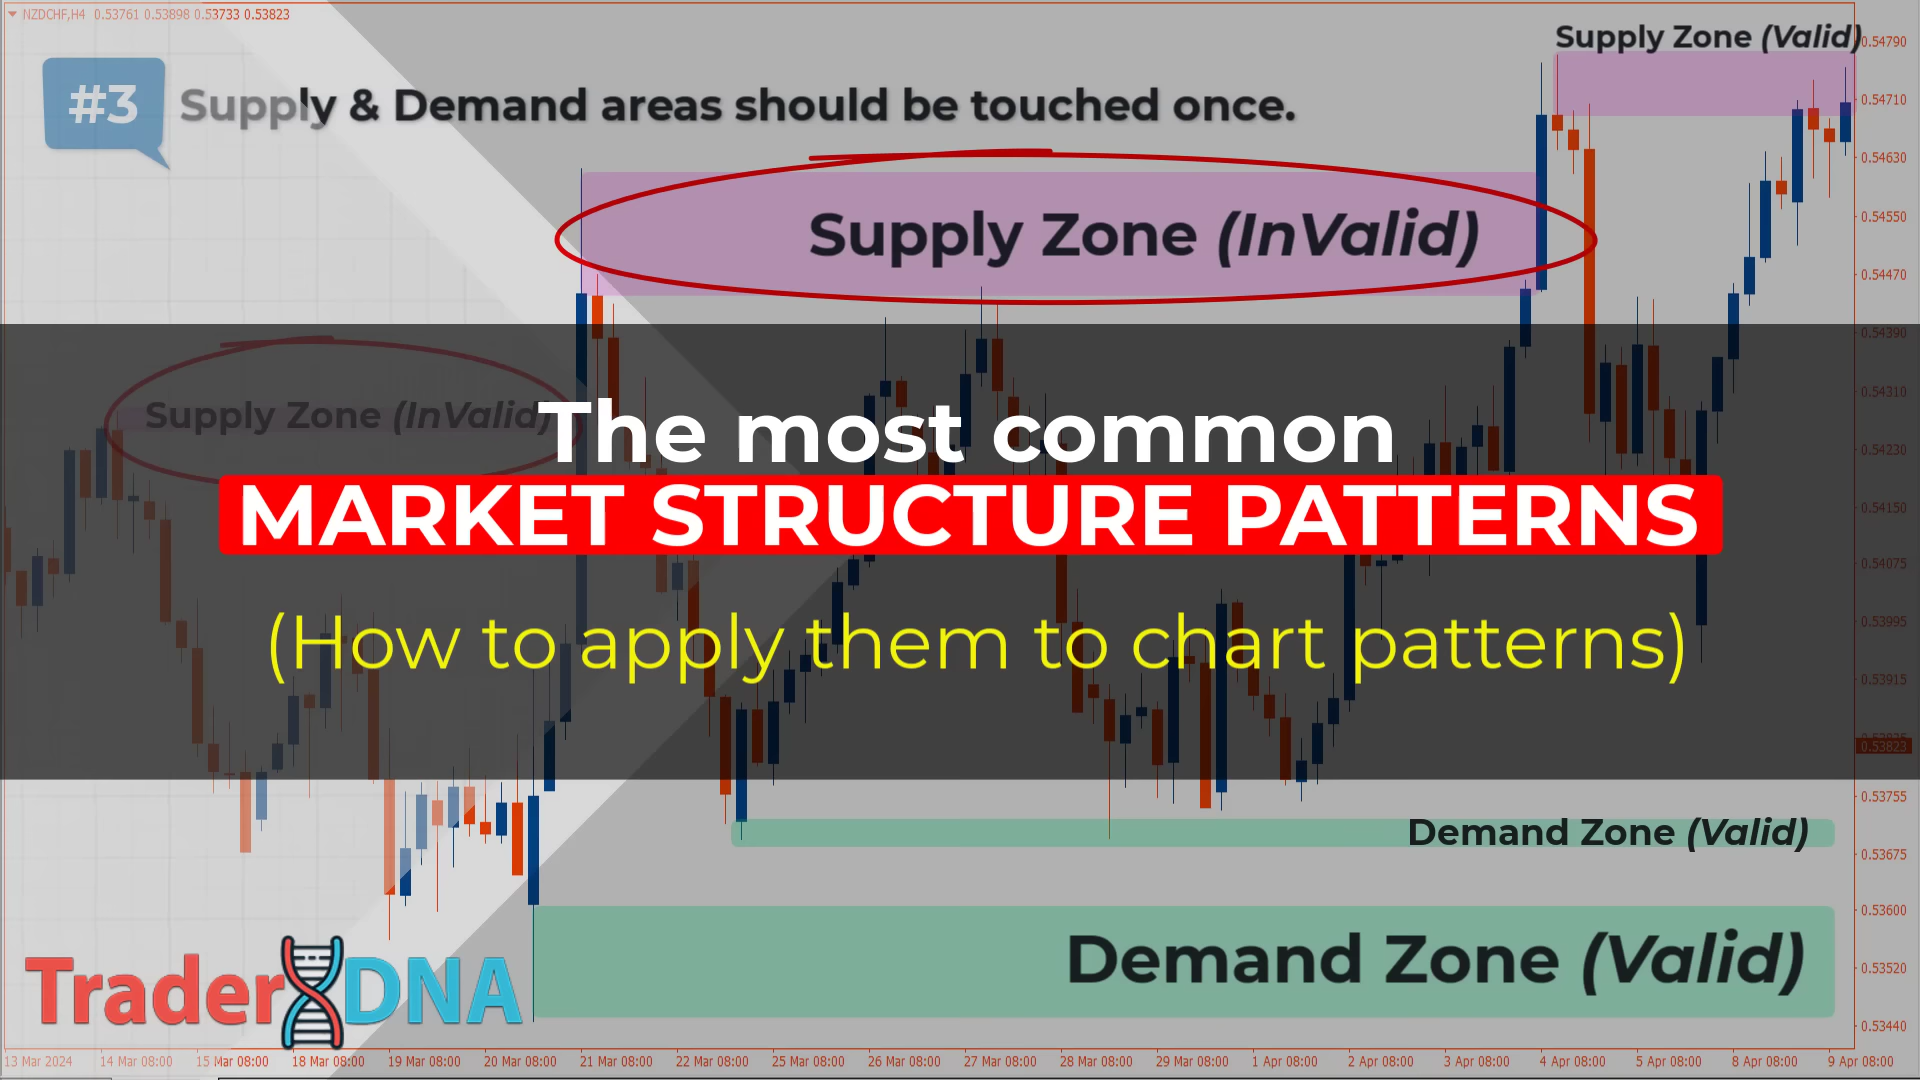 NZDCHF,H4 0.53761 0.53898 0.53733 0.53823
Supply Zone (Valid)
0.54790
#3
Supply & Demand areas should be touched once.
0.54710
0.54630
Supply Zone (InValid)
0.54550
0.54470
0.54390
Supply Zone (InValid)
The most common
0.54310
0.54230
MARKET STRUCTURE PATTERNS
0.54150
0.54075
(How to apply them to chart patterns)
0.53995
0.53915
0.53823
0.53755
Demand Zone (Valid)
0.53675
0.53600
Demand Zone (Valid)
0.53520
TraderDNA
0.53440
13 Mar 2024 14 Mar 08:00 15 Mar 08:00 18 Mar 08:00 19 Mar 08:00 20 Mar 08:00 21 Mar 08:00 22 Mar 08:00 25 Mar 08:00 26 Mar 08:00 27 Mar 08:00 28 Mar 08:00 29 Mar 08:00 1 Apr 08:00 2 Apr 08:00 3 Apr 08:00 4 Apr 08:00 5 Apr 08:00 8 Apr 08:00 9 Apr 08:00